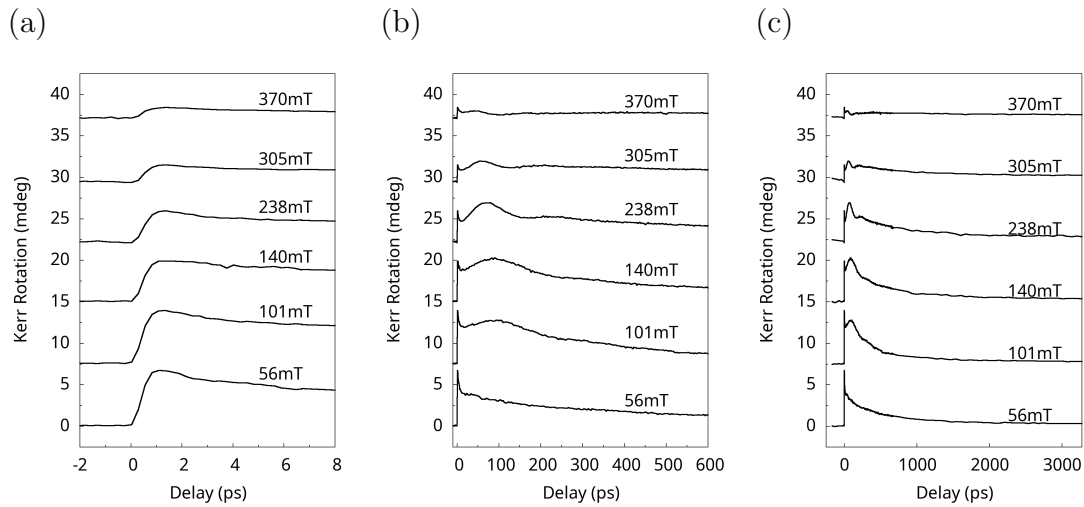 (a)
(b)
(c)
Kerr Rotation (mdeg)
40
35
30
25
20
15
10
5
0
370mT
305mT
238mT
140mT
101mT
56mT
-2
0
2
4
6
8
Delay (ps)
Kerr Rotation (mdeg)
40
35
30
25
20
15
10
5
0
370mT
305mT
238mT
140mT
101mT
56mT
0
100
200
300
400
500
600
Delay (ps)
Kerr Rotation (mdeg)
40
35
30
25
20
15
10
5
0
370mT
305mT
238mT
140mT
101mT
56mT
0
1000
2000
3000
Delay (ps)